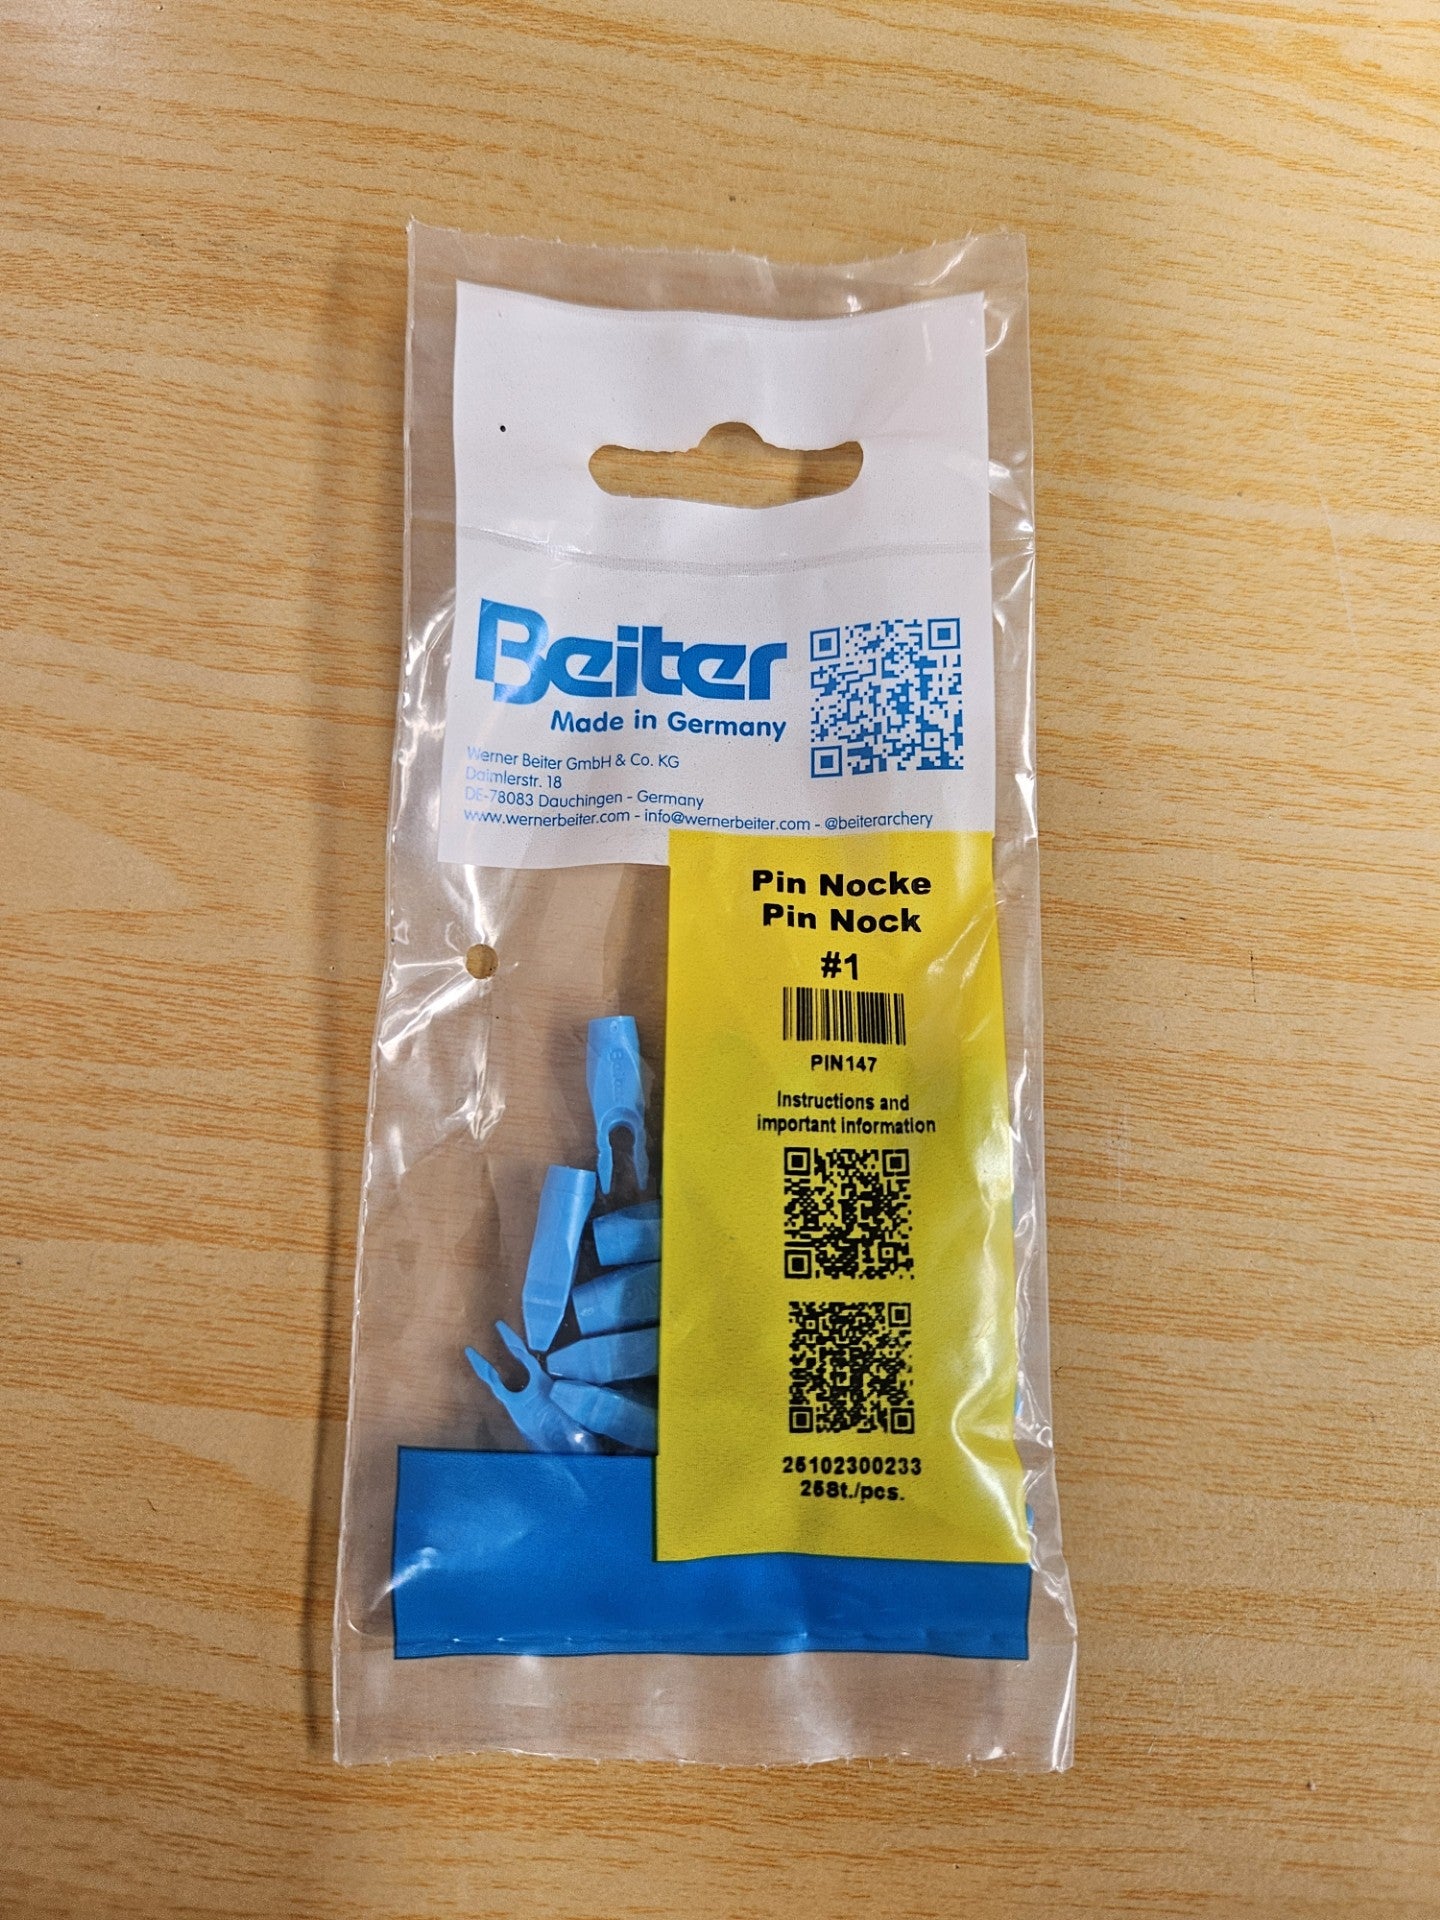 Beiter
Made in Germany
Werner Beiter GmbH & Co. KG
Daimlerstr. 18
DE-78083 Dauchingen - Germany
www.wernerbeiter.com - info@wernerbeiter.com - @beiterarchery
Pin Nocke
Pin Nock
#1
PIN147
Instructions and
important information
25102300233
25St./pcs.